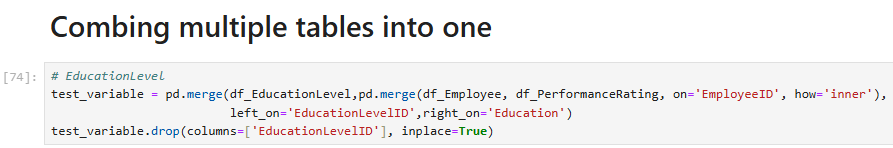 Combing multiple tables into one
[74]:
# EducationLevel
test_variable = pd.merge(df_EducationLevel,pd.merge(df_Employee, df_PerformanceRating, on='EmployeeID', how='inner'),
left_on='EducationLevelID',right_on='Education')
test_variable.drop(columns=['EducationLevelID'], inplace=True)